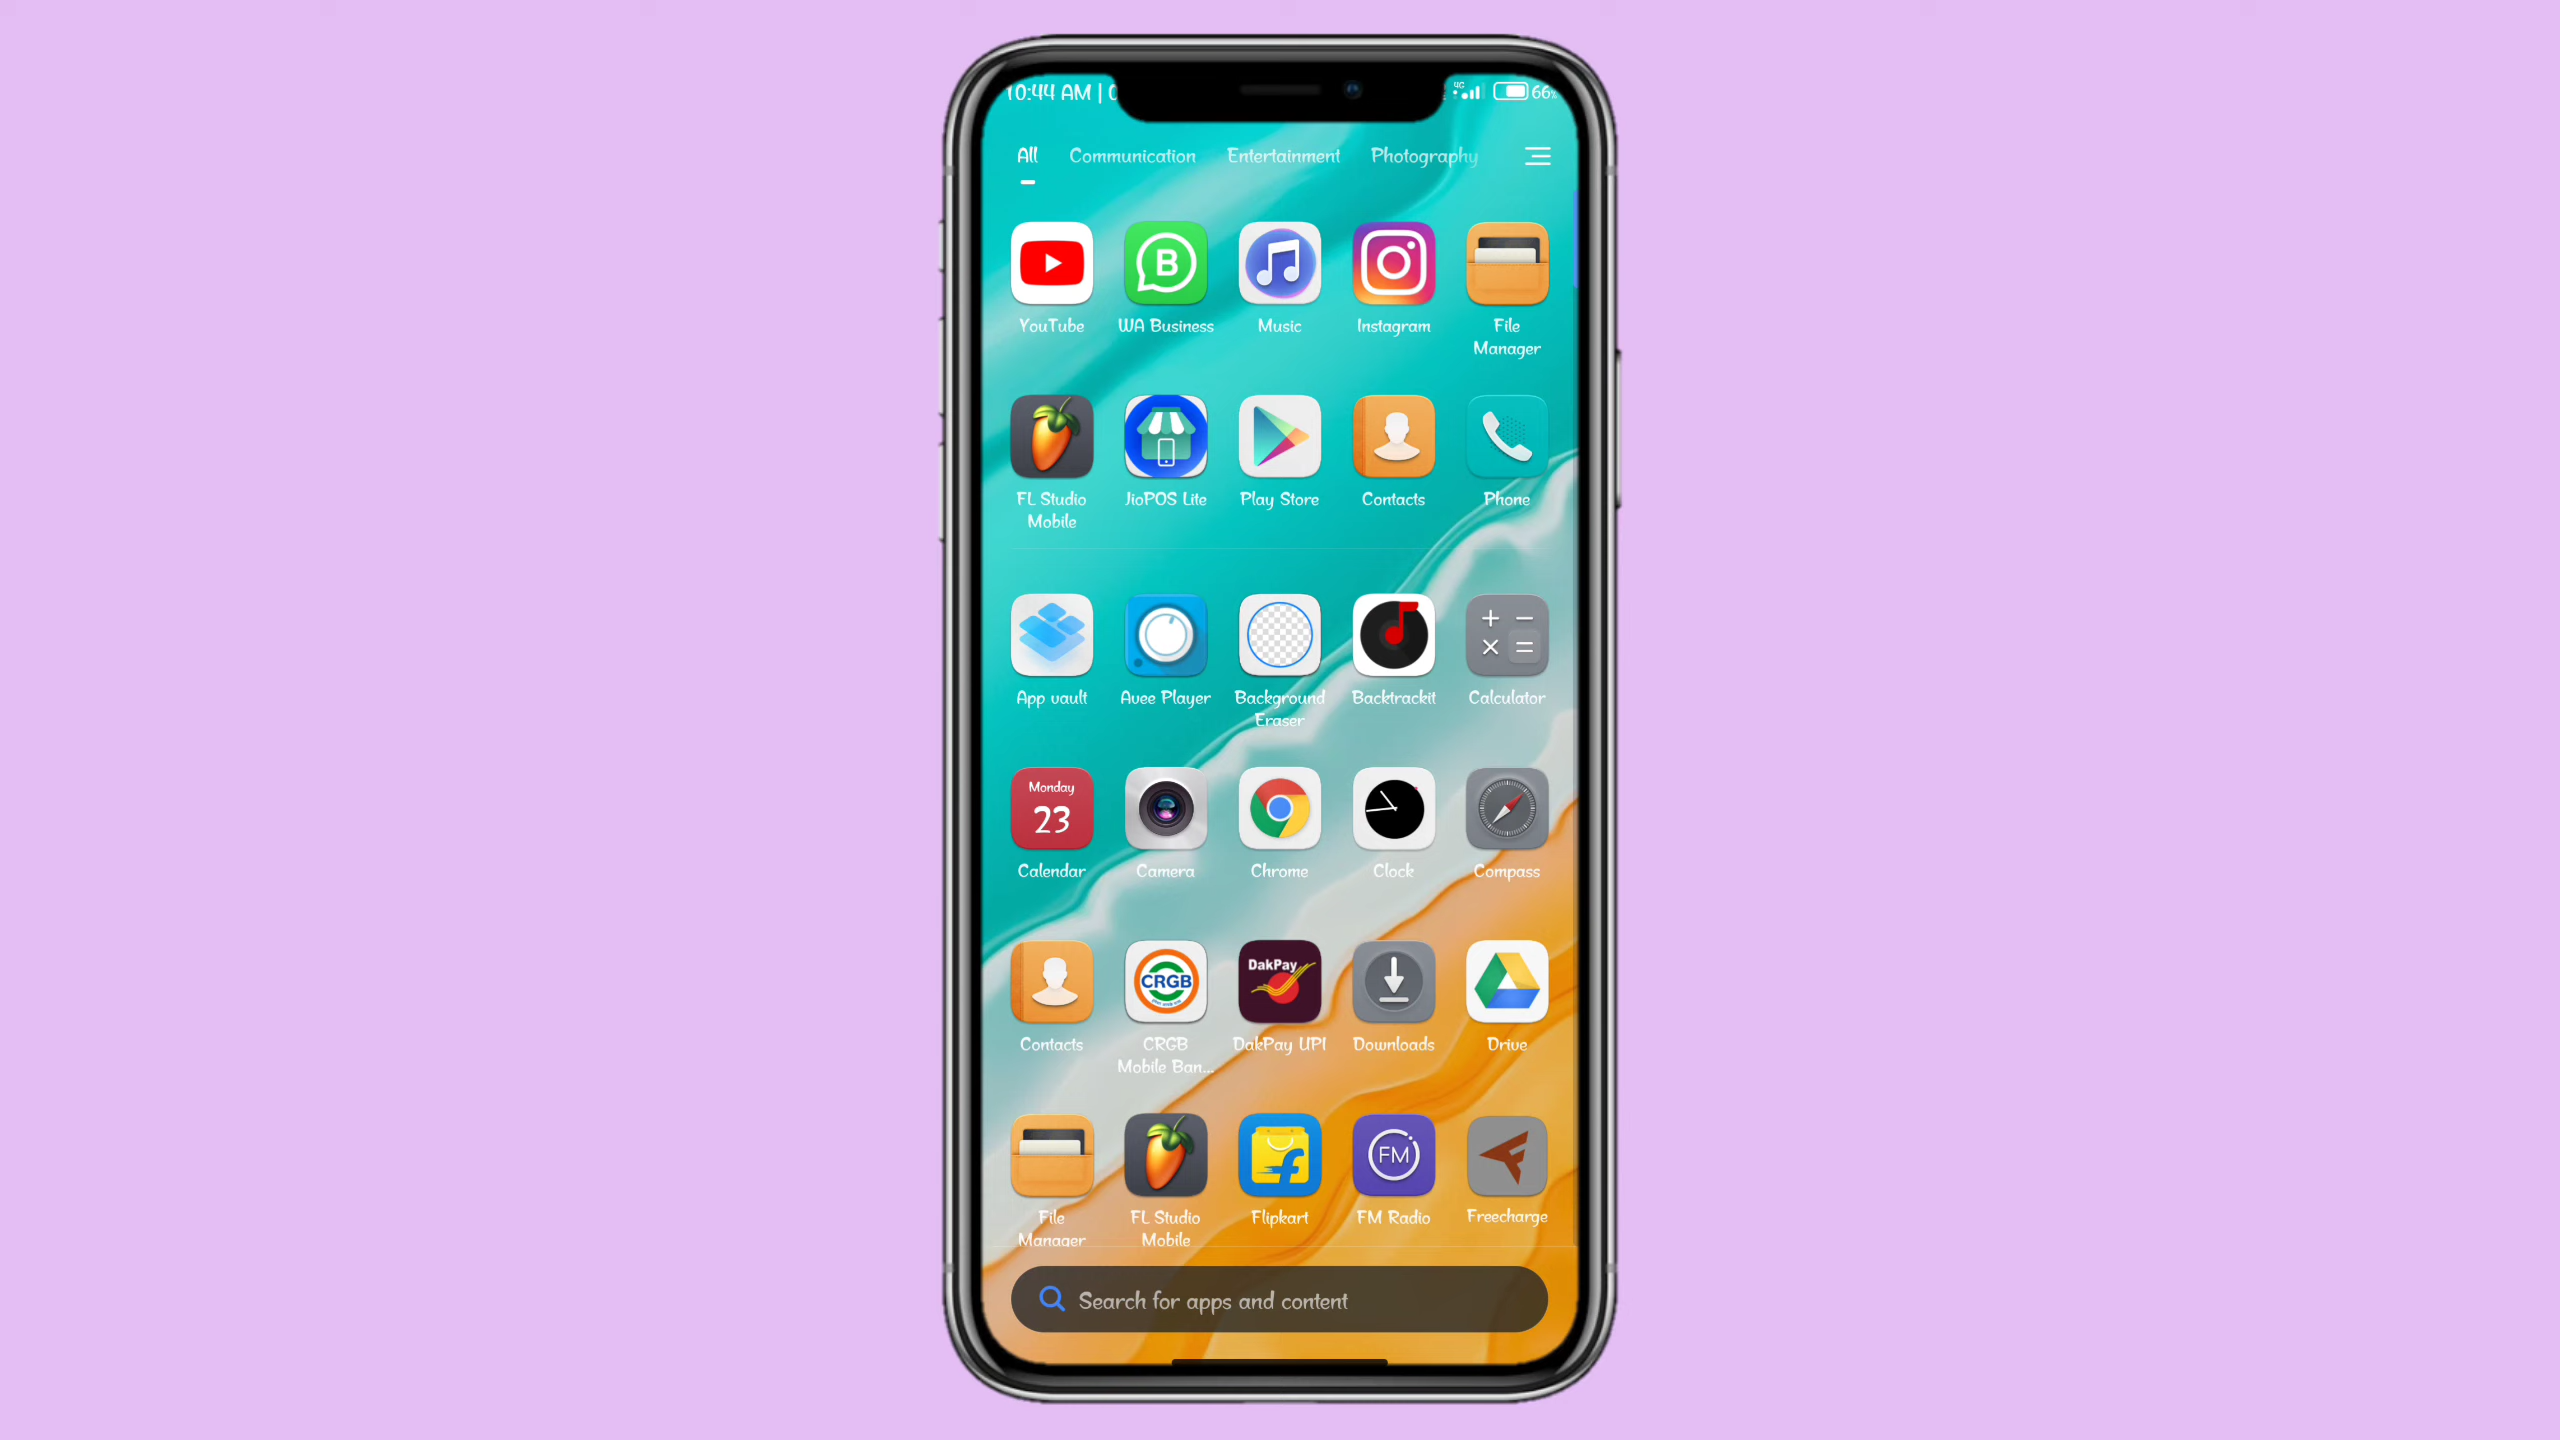 10:44 AM |
4G
66%
All Communication Entertainment Photography
B
YouTube WA Business Music Instagram File
Manager
FL Studio JioPOS Lite Play Store Contacts Phone
Mobile
App vault Avee Player Background Backtrackit Calculator
Eraser
Monday
23
Calendar Camera Chrome Clock Compass
CRGB
DakPay
Contacts CRGB DakPay UPI Downloads Drive
Mobile Ban...
FM
File FL Studio Flipkart FM Radio Freecharge
Manager Mobile
Search for apps and content